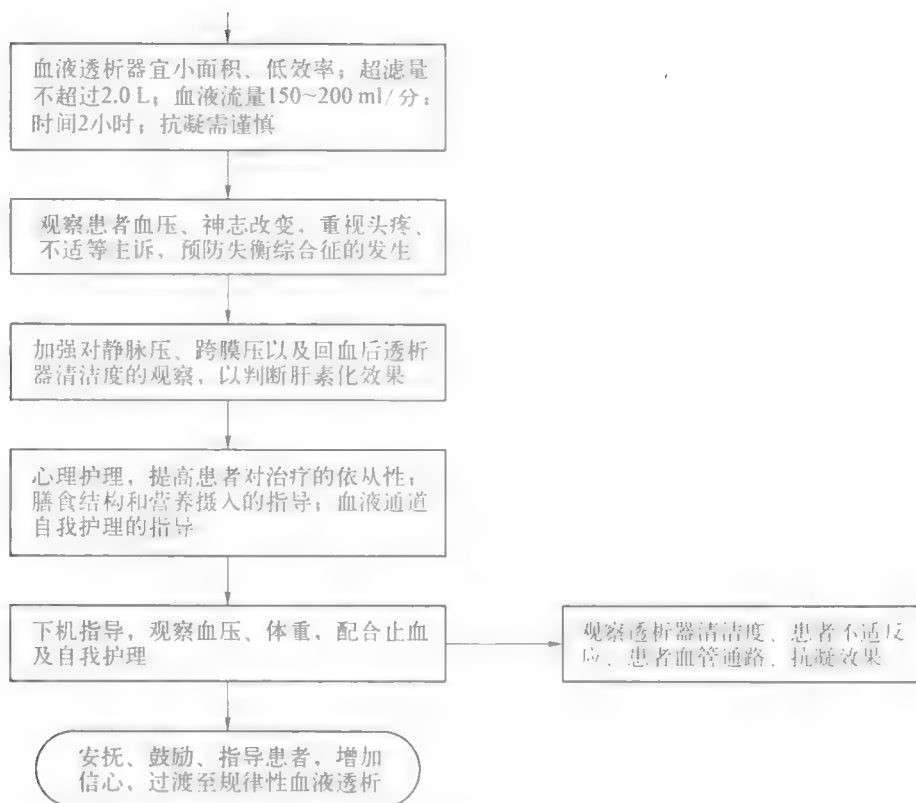 血液透析器宜小面积、低效率；超滤量
不超过2.0 L；血液流量150~200 ml/分；
时间2小时；抗凝需谨慎
观察患者血压、神志改变，重视头疼、
不适等主诉，预防失衡综合征的发生
加强对静脉压、跨膜压以及回血后透析
器清洁度的观察，以判断肝素化效果
心理护理，提高患者对治疗的依从性；
膳食结构和营养摄入的指导；血液通道
自我护理的指导
下机指导，观察血压、体重，配合止血
及自我护理
观察透析器清洁度、患者不适反
应、患者血管通路、抗凝效果
安抚、鼓励、指导患者，增加
信心，过渡至规律性血液透析